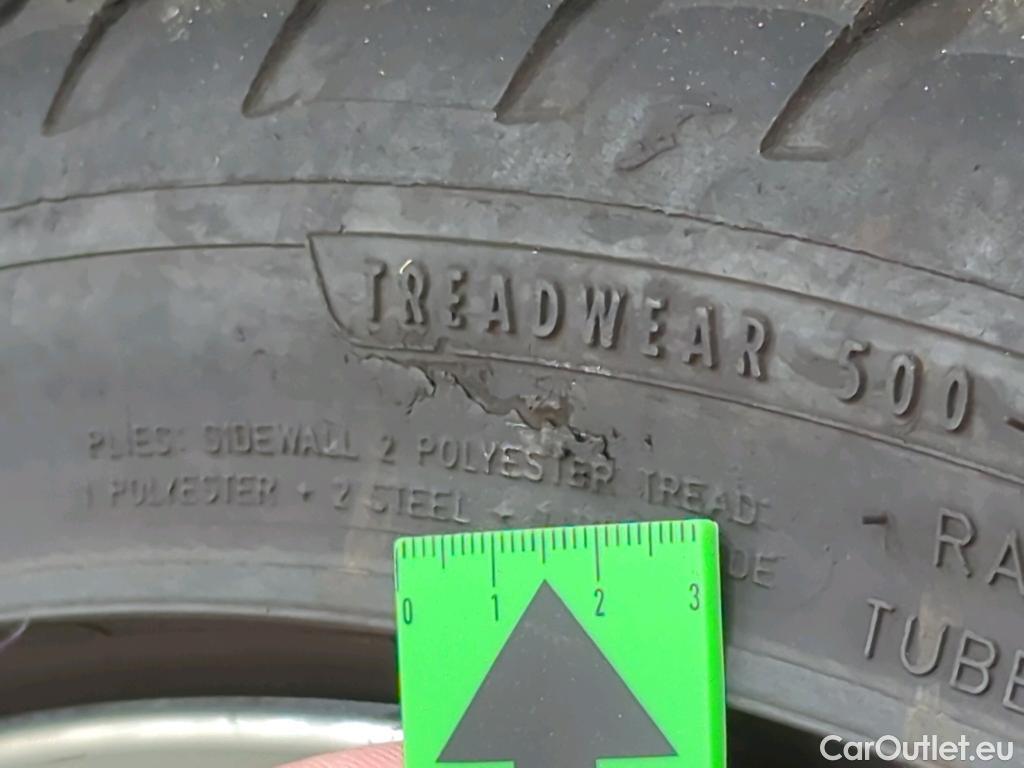 TREADWEAR 500 -
PLIES: SIDEWALL 2 POLYESTER TREAD:
1 POLYESTER + 2 STEEL +
- RA
TUBE
0 1 2 3
CarOutlet.eu